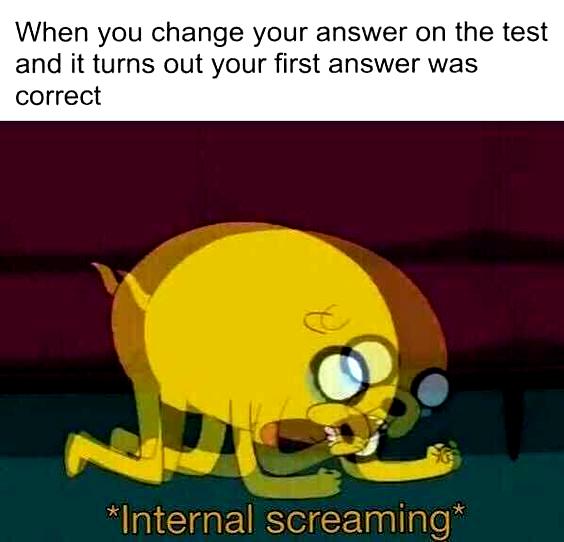 When you change your answer on the test
and it turns out your first answer was
correct
*Internal screaming*